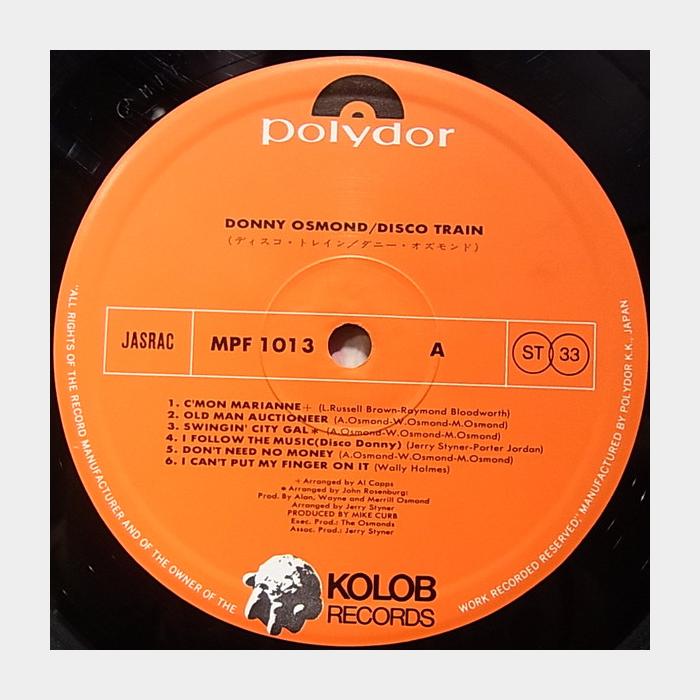 polydor
DONNY OSMOND/DISCO TRAIN
(ディスコ・トレイン/ダニー・オズモンド)
JASRAC
MPF 1013
A
ST 33
1. C'MON MARIANNE+ (L.Russell Brown-Raymond Bloodworth)
2. OLD MAN AUCTIONEER (A.Osmond-W.Osmond-M.Osmond)
3. SWINGIN' CITY GAL* (A.Osmond-W.Osmond-M.Osmond)
4. I FOLLOW THE MUSIC(Disco Donny) (Jerry Styner-Porter Jordan)
5. DON'T NEED NO MONEY (A.Osmond-W.Osmond-M.Osmond)
6. I CAN'T PUT MY FINGER ON IT (Wally Holmes)
+ Arranged by Al Capps
* Arranged by John Rosenburg:
Prod. By Alan, Wayne and Merrill Osmond
Arranged by Jerry Styner
PRODUCED BY MIKE CURB
Exec. Prod.: The Osmonds
Assoc. Prod.: Jerry Styner
KOLOB
RECORDS
"ALL RIGHTS OF THE RECORD MANUFACTURER AND OF THE OWNER OF THE
WORK RECORDED RESERVED. MANUFACTURED BY POLYDOR K.K., JAPAN